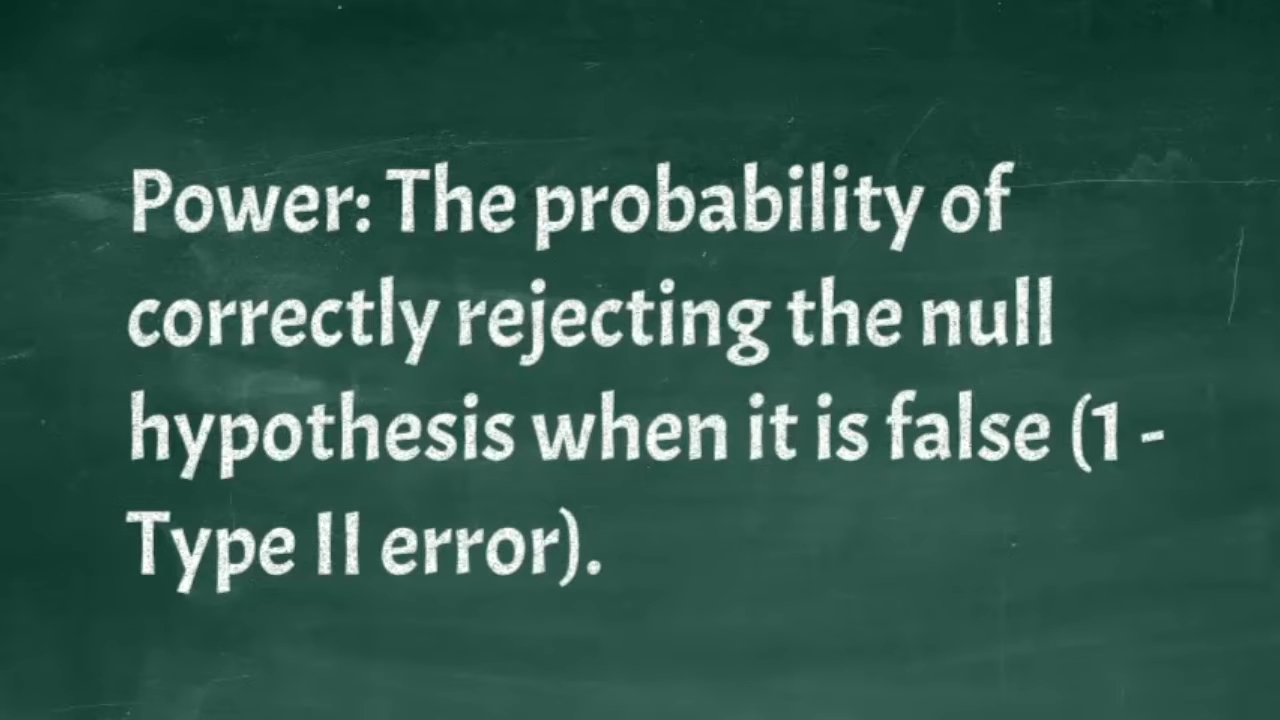 Power: The probability of
correctly rejecting the null
hypothesis when it is false (1 -
Type II error).